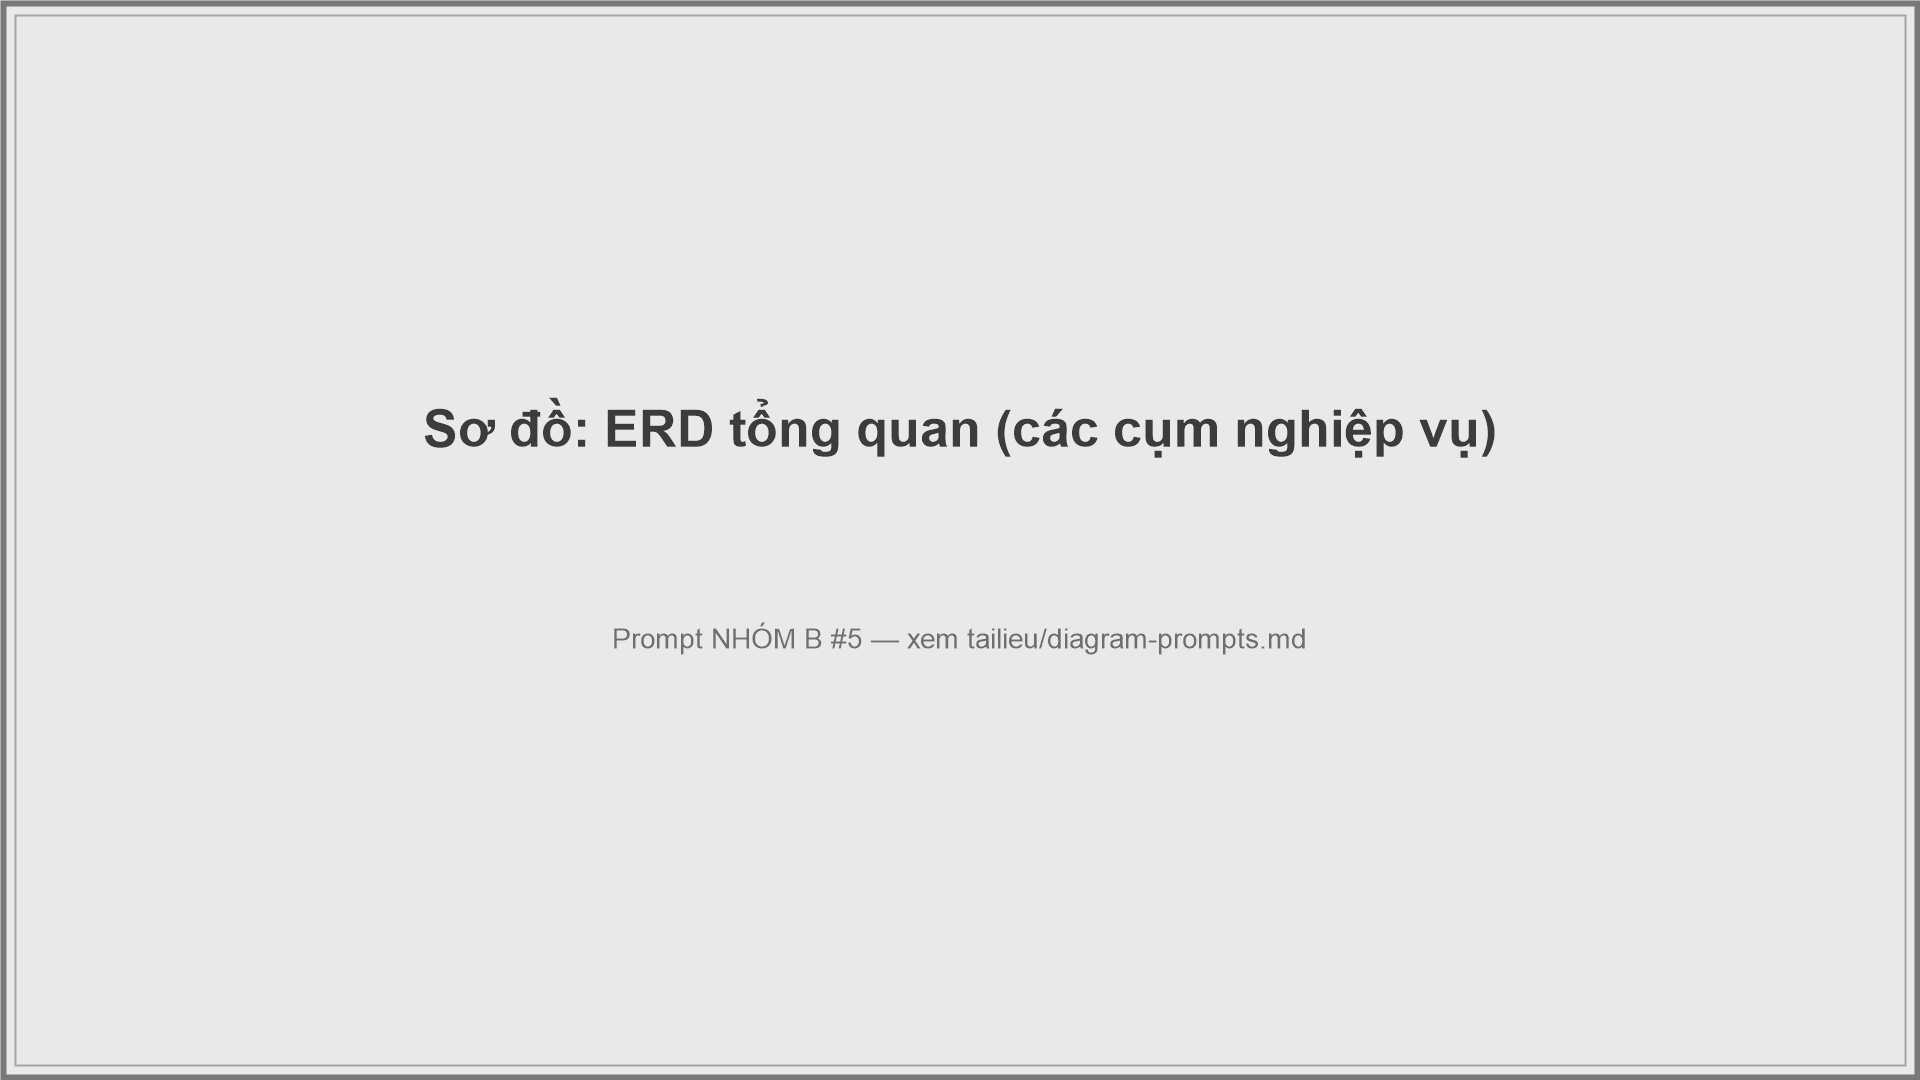 Sơ đồ: ERD tổng quan (các cụm nghiệp vụ)
Prompt NHÓM B #5 — xem tailieu/diagram-prompts.md